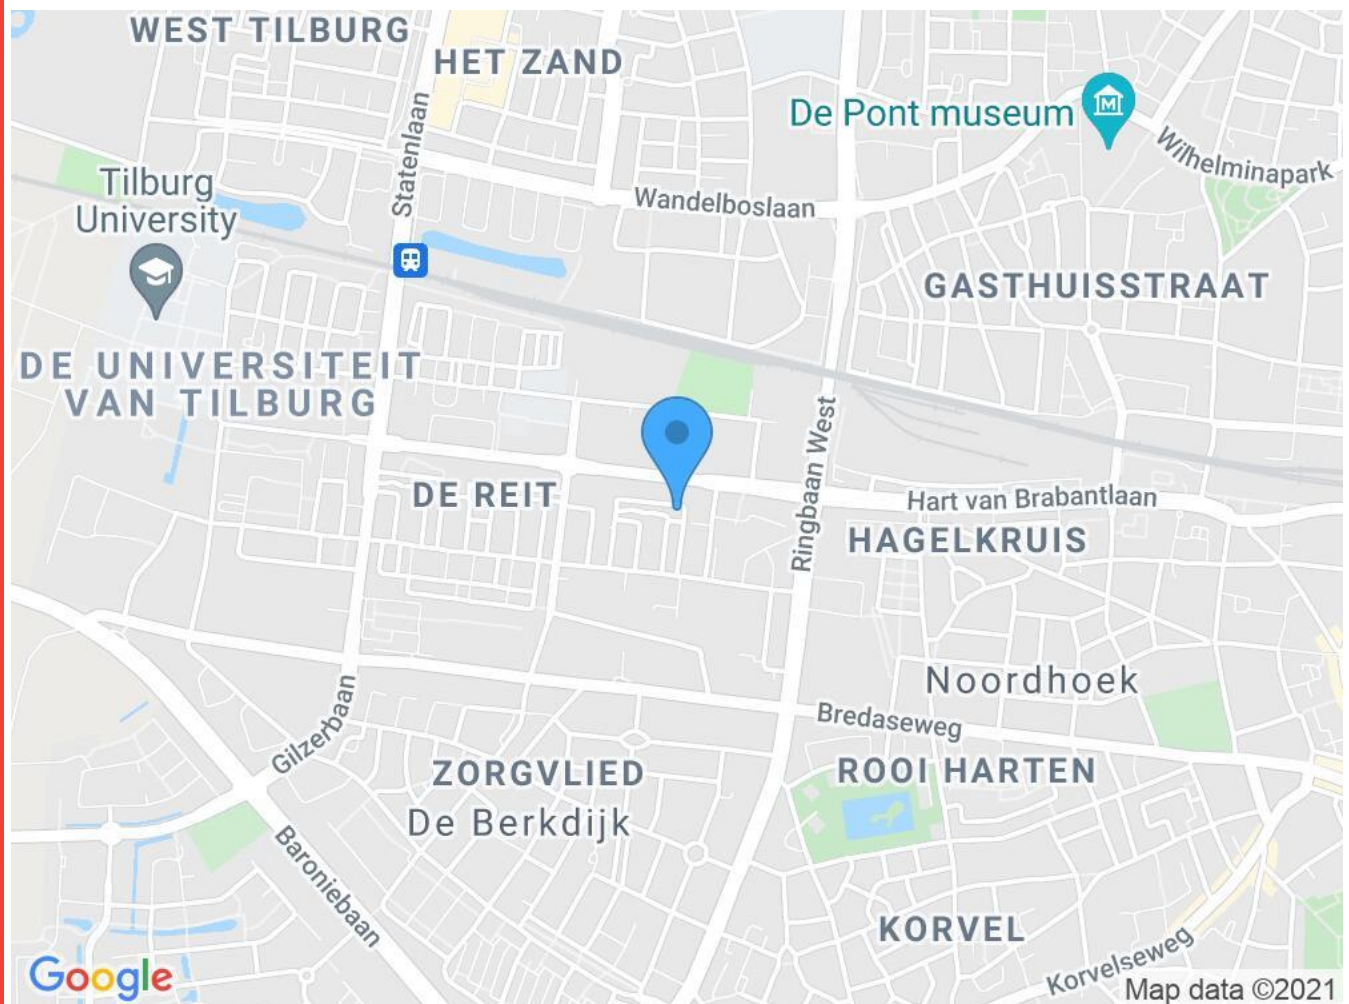 WEST TILBURG
HET ZAND
De Pont museum
M
Wilhelminapark
Statenlaan
Tilburg
University
Wandelboslaan
GASTHUISSTRAAT
DE UNIVERSITEIT
VAN TILBURG
Ringbaan West
DE REIT
Hart van Brabantlaan
HAGELKRUIS
Noordhoek
Gilzerbaan
Bredaseweg
ZORGVLIED
ROOI HARTEN
De Berkdijk
Baroniebaan
KORVEL
Korvelseweg
Google
Map data ©2021